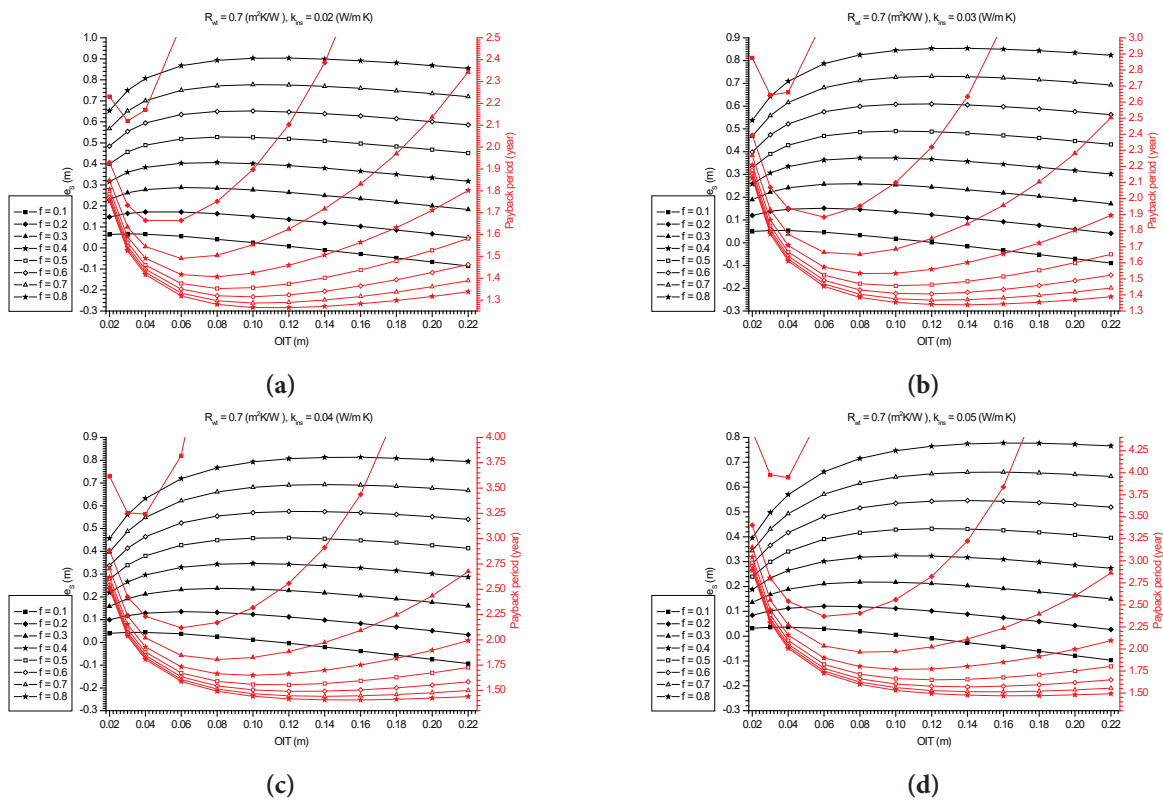 R_wt = 0.7 (m²K/W ), k_ins = 0.02 (W/m K)
1.0
0.9
0.8
0.7
0.6
0.5
0.4
0.3
0.2
0.1
0.0
-0.1
-0.2
-0.3
e_s (m)
2.5
2.4
2.3
2.2
2.1
2.0
1.9
1.8
1.7
1.6
1.5
1.4
1.3
Payback period (year)
f = 0.1
f = 0.2
f = 0.3
f = 0.4
f = 0.5
f = 0.6
f = 0.7
f = 0.8
0.02 0.04 0.06 0.08 0.10 0.12 0.14 0.16 0.18 0.20 0.22
OIT (m)
(a)
R_wt = 0.7 (m²K/W ), k_ins = 0.03 (W/m K)
0.9
0.8
0.7
0.6
0.5
0.4
0.3
0.2
0.1
0.0
-0.1
-0.2
-0.3
e_s (m)
3.0
2.9
2.8
2.7
2.6
2.5
2.4
2.3
2.2
2.1
2.0
1.9
1.8
1.7
1.6
1.5
1.4
1.3
Payback period (year)
f = 0.1
f = 0.2
f = 0.3
f = 0.4
f = 0.5
f = 0.6
f = 0.7
f = 0.8
0.02 0.04 0.06 0.08 0.10 0.12 0.14 0.16 0.18 0.20 0.22
OIT (m)
(b)
R_wt = 0.7 (m²K/W ), k_ins = 0.04 (W/m K)
0.9
0.8
0.7
0.6
0.5
0.4
0.3
0.2
0.1
0.0
-0.1
-0.2
-0.3
e_s (m)
4.00
3.75
3.50
3.25
3.00
2.75
2.50
2.25
2.00
1.75
1.50
Payback period (year)
f = 0.1
f = 0.2
f = 0.3
f = 0.4
f = 0.5
f = 0.6
f = 0.7
f = 0.8
0.02 0.04 0.06 0.08 0.10 0.12 0.14 0.16 0.18 0.20 0.22
OIT (m)
(c)
R_wt = 0.7 (m²K/W ), k_ins = 0.05 (W/m K)
0.8
0.7
0.6
0.5
0.4
0.3
0.2
0.1
0.0
-0.1
-0.2
-0.3
e_s (m)
4.25
4.00
3.75
3.50
3.25
3.00
2.75
2.50
2.25
2.00
1.75
1.50
Payback period (year)
f = 0.1
f = 0.2
f = 0.3
f = 0.4
f = 0.5
f = 0.6
f = 0.7
f = 0.8
0.02 0.04 0.06 0.08 0.10 0.12 0.14 0.16 0.18 0.20 0.22
OIT (m)
(d)